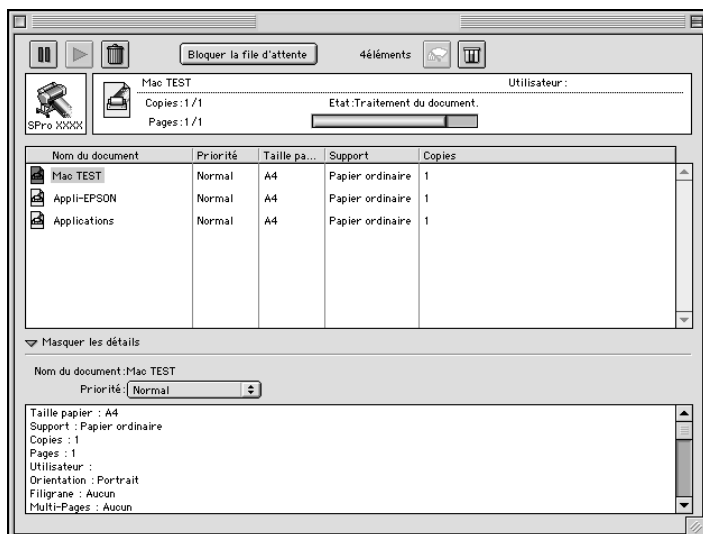 Bloquer la file d'attente 4éléments
Mac TEST Utilisateur :
Copies:1/1 Etat:Traitement du document.
Pages:1/1
SPro XXXX
Nom du document Priorité Taille pa... Support Copies
Mac TEST Normal A4 Papier ordinaire 1
Appli-EPSON Normal A4 Papier ordinaire 1
Applications Normal A4 Papier ordinaire 1
Masquer les détails
Nom du document:Mac TEST
Priorité: Normal
Taille papier : A4
Support : Papier ordinaire
Copies : 1
Pages : 1
Utilisateur :
Orientation : Portrait
Filigrane : Aucun
Multi-Pages : Aucun